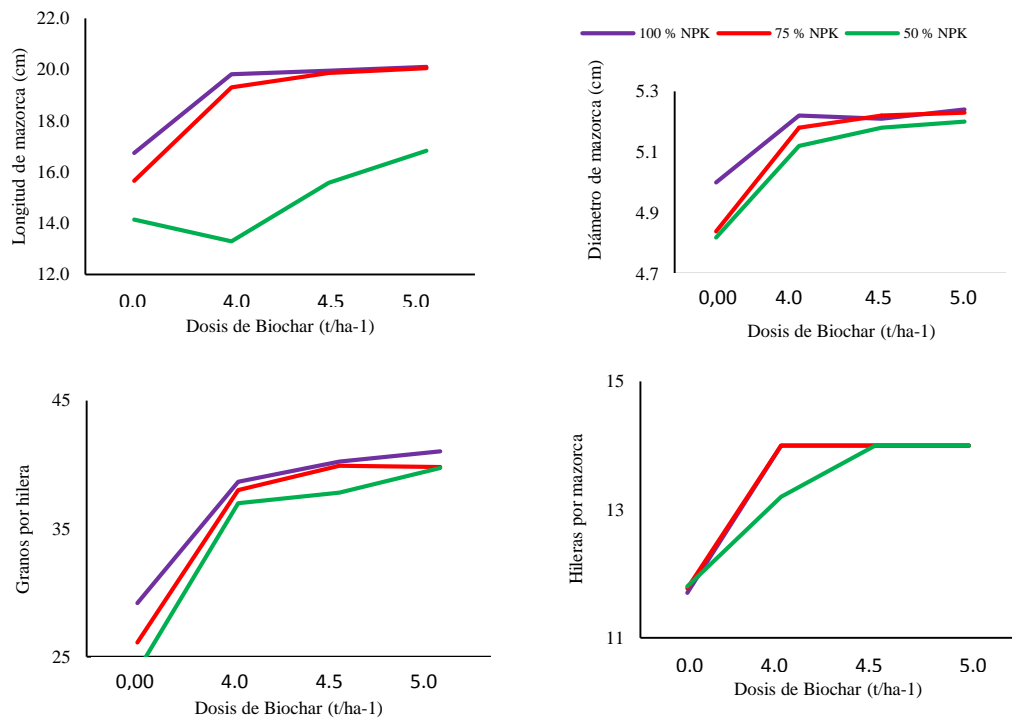 22.0
20.0
18.0
16.0
14.0
12.0
Longitud de mazorca (cm)
0.0 4.0 4.5 5.0
Dosis de Biochar (t/ha-1)
100 % NPK 75 % NPK 50 % NPK
5.3
5.1
4.9
4.7
Diámetro de mazorca (cm)
0,00 4.0 4.5 5.0
Dosis de Biochar (t/ha-1)
45
35
25
Granos por hilera
0,00 4.0 4.5 5.0
Dosis de Biochar (t/ha-1)
15
13
11
Hileras por mazorca
0.0 4.0 4.5 5.0
Dosis de Biochar (t/ha-1)